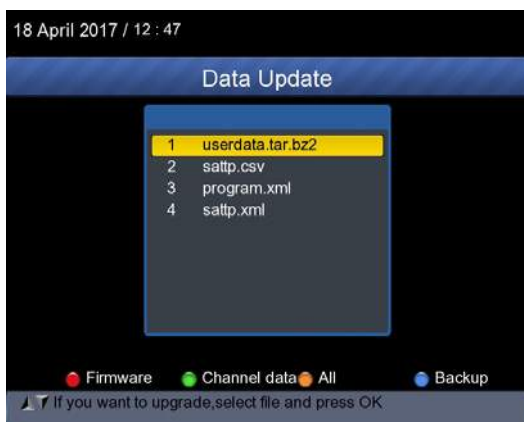 18 April 2017 / 12 : 47
Data Update
1 userdata.tar.bz2
2 sattp.csv
3 program.xml
4 sattp.xml
Firmware Channel data All Backup
If you want to upgrade,select file and press OK